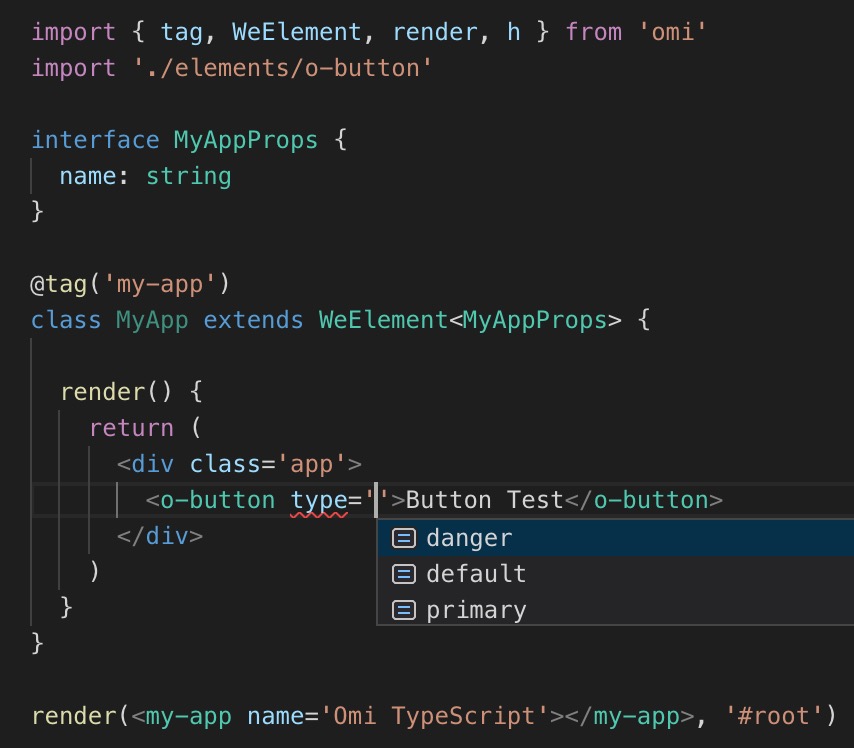 import { tag, WeElement, render, h } from 'omi'
import './elements/o-button'
interface MyAppProps {
name: string
}
@tag('my-app')
class MyApp extends WeElement<MyAppProps> {
render() {
return (
<div class='app'>
<o-button type=''>Button Test</o-button>
danger
</div>
default
)
primary
}
}
render(<my-app name='Omi TypeScript'></my-app>, '#root')